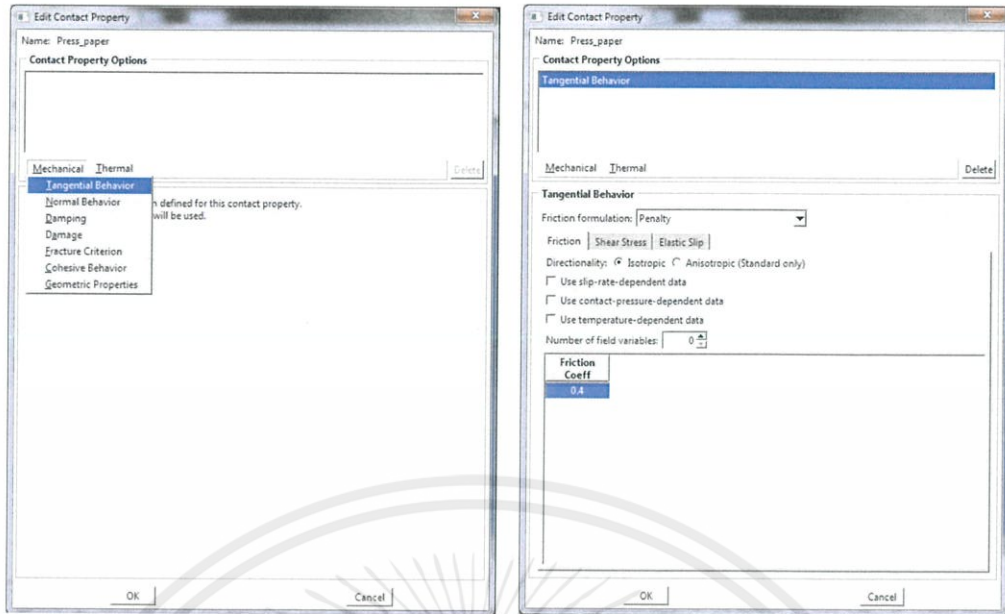 Edit Contact Property
Name: Press_paper
Contact Property Options
Mechanical Thermal
Delete
Tangential Behavior
Normal Behavior
Damping
Damage
Fracture Criterion
Cohesive Behavior
Geometric Properties
n defined for this contact property.
will be used.
OK
Cancel
Edit Contact Property
Name: Press_paper
Contact Property Options
Tangential Behavior
Mechanical Thermal
Delete
Tangential Behavior
Friction formulation: Penalty
Friction Shear Stress Elastic Slip
Directionality: Isotropic Anisotropic (Standard only)
Use slip-rate-dependent data
Use contact-pressure-dependent data
Use temperature-dependent data
Number of field variables: 0
Friction
Coeff
0.4
OK
Cancel